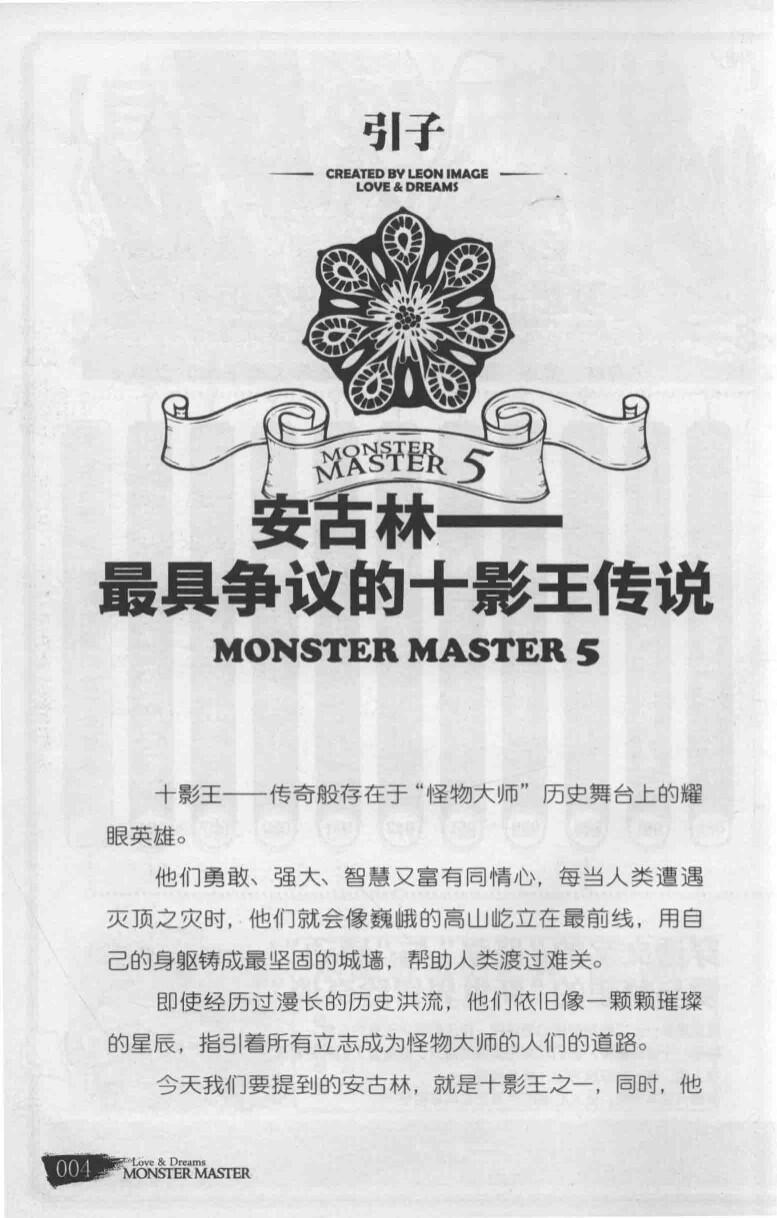 引子
CREATED BY LEON IMAGE
LOVE & DREAMS
MONSTER
MASTER 5
安古林——
最具争议的十影王传说
MONSTER MASTER 5
十影王——传奇般存在于“怪物大师”历史舞台上的耀
眼英雄。
他们勇敢、强大、智慧又富有同情心，每当人类遭遇
灭顶之灾时，他们就会像巍峨的高山屹立在最前线，用自
己的身躯铸成最坚固的城墙，帮助人类渡过难关。
即使经历过漫长的历史洪流，他们依旧像一颗颗璀璨
的星辰，指引着所有立志成为怪物大师的人们的道路。
今天我们要提到的安古林，就是十影王之一，同时，他
004
Love & Dreams
MONSTER MASTER